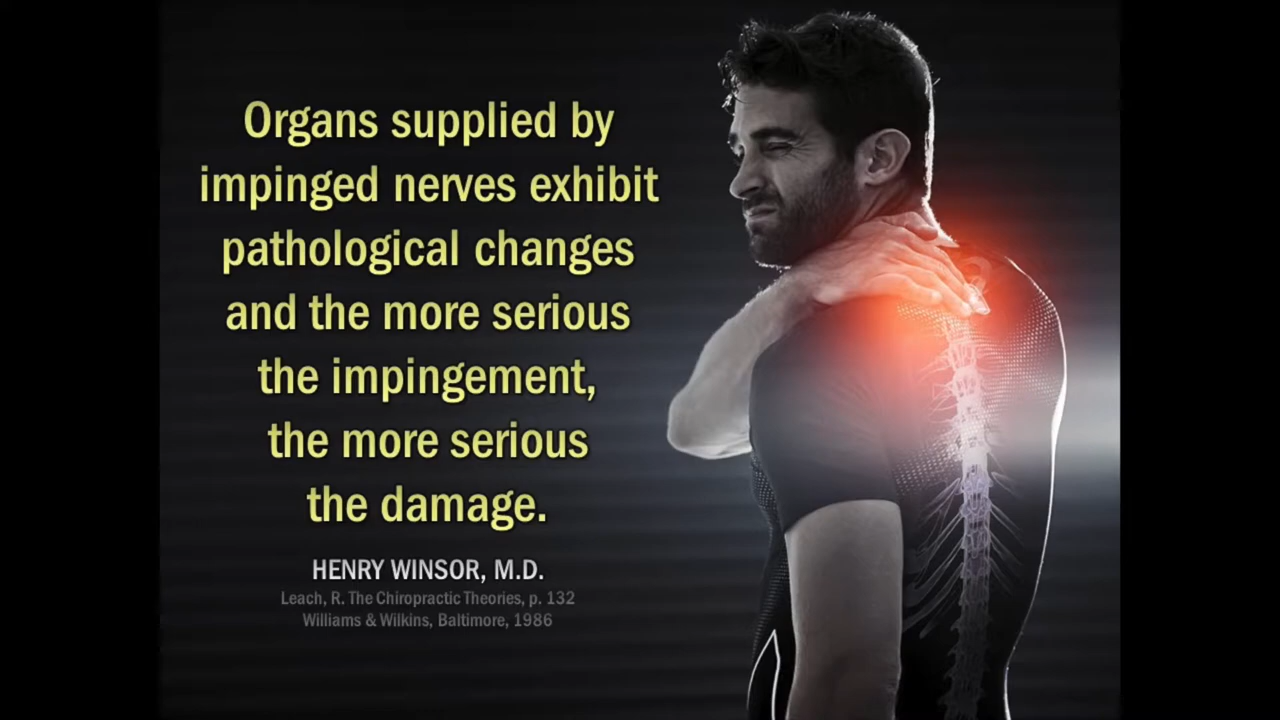 Organs supplied by
impinged nerves exhibit
pathological changes
and the more serious
the impingement,
the more serious
the damage.
HENRY WINSOR, M.D.
Leach, R. The Chiropractic Theories, p. 132
Williams & Wilkins, Baltimore, 1986